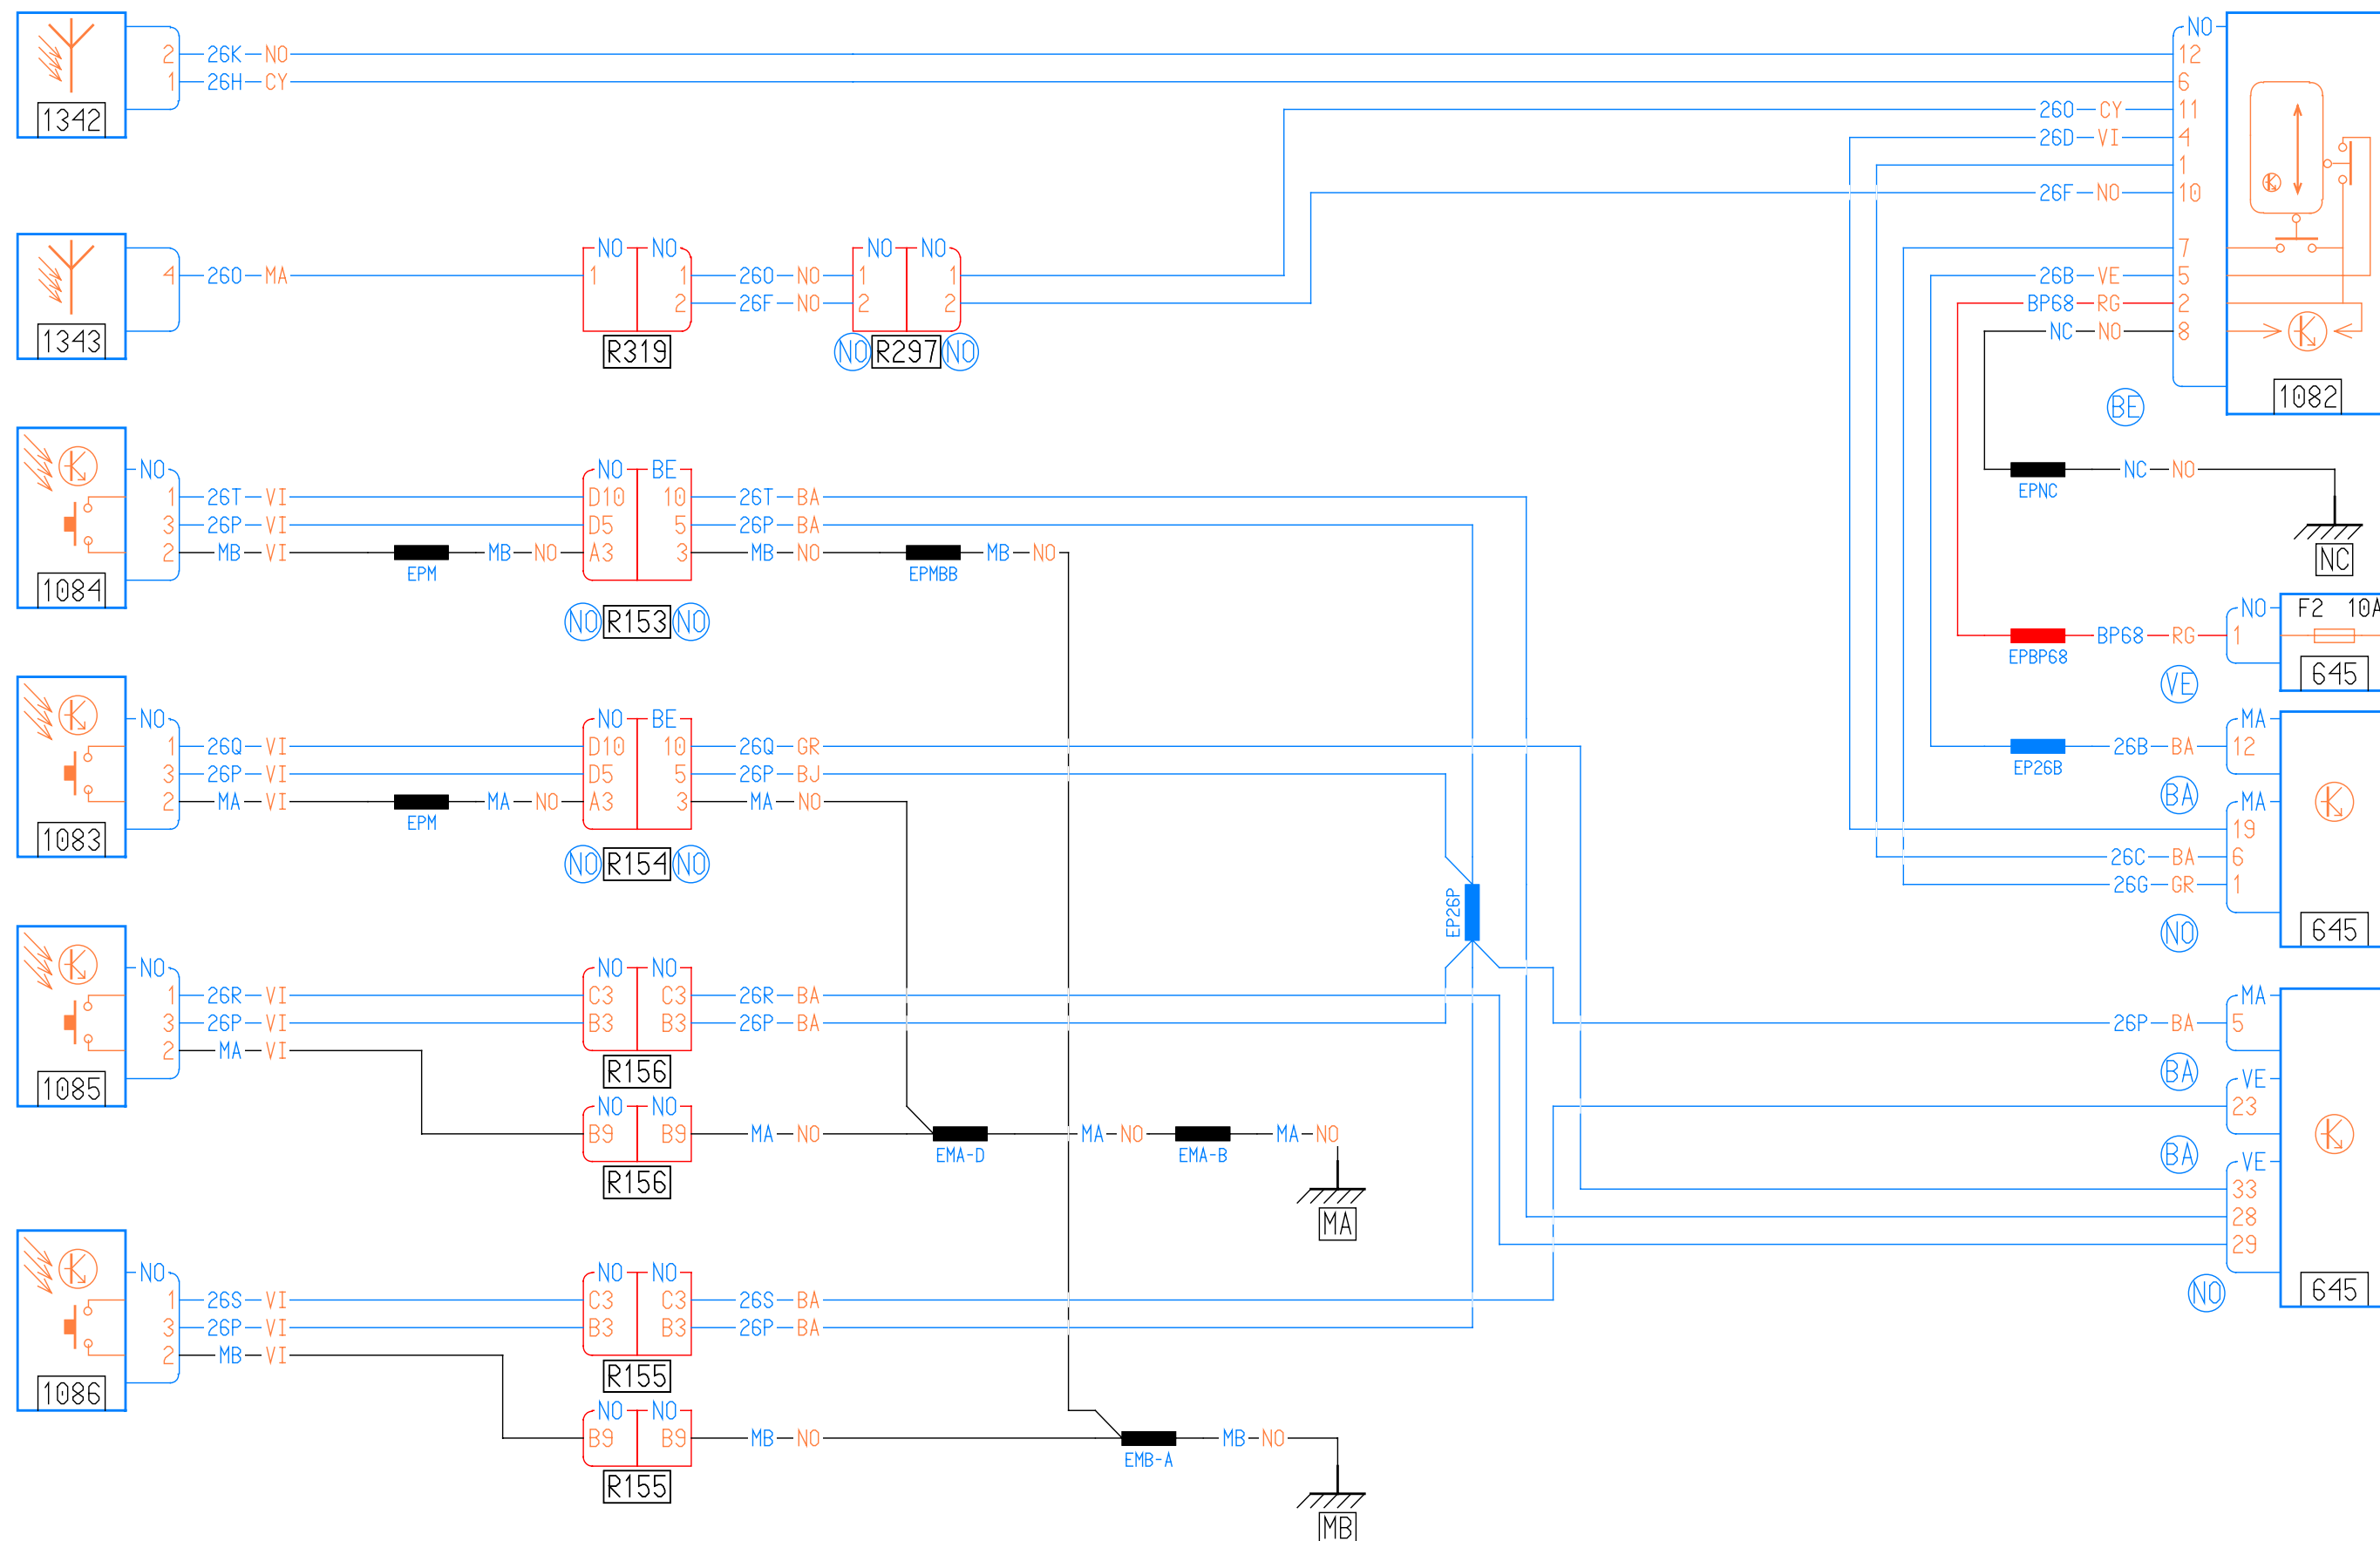 2 26K NO
1 26H CY
1342
NO
12
6
260 CY 11
26D VI 4
1
26F NO 10
7
26B VE 5
BP68 RG 2
NC NO 8
1082
BE
NO NO NO NO
4 260 MA 1 1 260 NO 1 1
2 26F NO 2 2
1343
R319
NO R297 NO
EPNC
NC NO
NC
NO NO BE
1 26T VI D10 10 26T BA
3 26P VI D5 5 26P BA
2 MB VI EPM MB NO A3 3 MB NO EPMBB MB NO
1084
NO R153 NO
NO F2 10A
EPBP68 BP68 RG 1
645
VE
NO NO BE
1 26Q VI D10 10 26Q GR
3 26P VI D5 5 26P BJ
2 MA VI EPM MA NO A3 3 MA NO
1083
NO R154 NO
MA
EP26B 26B BA 12
BA
MA
19
26C BA 6
26G GR 1
645
NO
EP26P
NO NO NO
1 26R VI C3 C3 26R BA
3 26P VI B3 B3 26P BA
2 MA VI
1085
R156
NO NO
B9 B9 MA NO EMA-D MA NO EMA-B MA NO
R156
MA
MA
26P BA 5
BA
VE
23
BA
VE
33
28
29
645
NO
NO NO NO
1 26S VI C3 C3 26S BA
3 26P VI B3 B3 26P BA
2 MB VI
1086
R155
NO NO
B9 B9 MB NO EMB-A MB NO
R155
MB